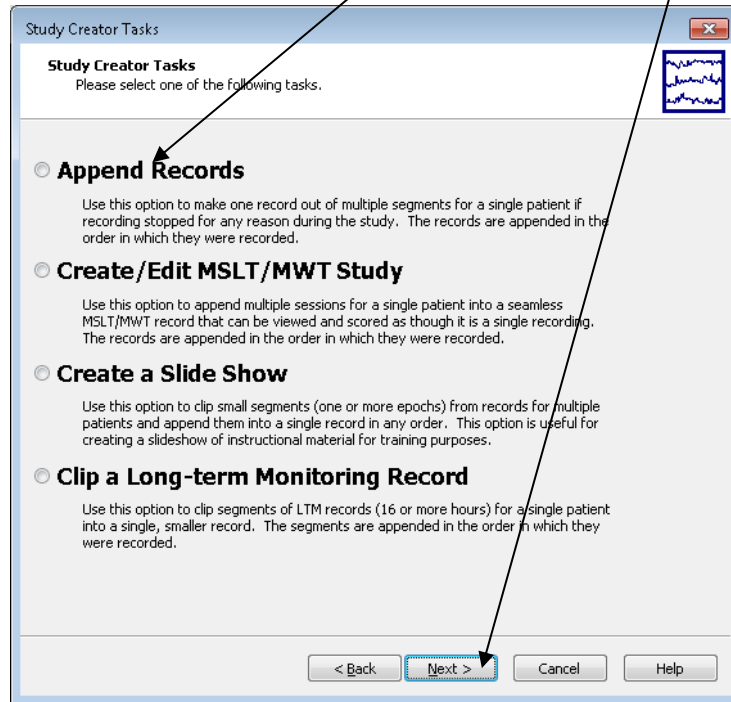 Study Creator Tasks
Study Creator Tasks
Please select one of the following tasks.
Append Records
Use this option to make one record out of multiple segments for a single patient if
recording stopped for any reason during the study. The records are appended in the
order in which they were recorded.
Create/Edit MSLT/MWT Study
Use this option to append multiple sessions for a single patient into a seamless
MSLT/MWT record that can be viewed and scored as though it is a single recording.
The records are appended in the order in which they were recorded.
Create a Slide Show
Use this option to clip small segments (one or more epochs) from records for multiple
patients and append them into a single record in any order. This option is useful for
creating a slideshow of instructional material for training purposes.
Clip a Long-term Monitoring Record
Use this option to clip segments of LTM records (16 or more hours) for a single patient
into a single, smaller record. The segments are appended in the order in which they
were recorded.
< Back Next > Cancel Help